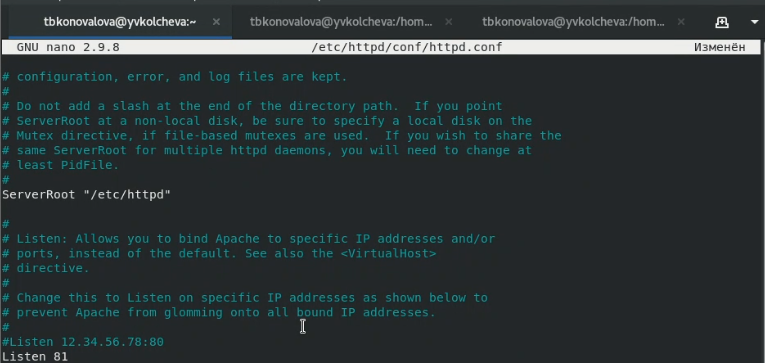 tbkonovalova@yvkolcheva:~ × tbkonovalova@yvkolcheva:/hom... × tbkonovalova@yvkolcheva:/hom... ×
GNU nano 2.9.8 /etc/httpd/conf/httpd.conf Изменён
# configuration, error, and log files are kept.
#
# Do not add a slash at the end of the directory path.  If you point
# ServerRoot at a non-local disk, be sure to specify a local disk on the
# Mutex directive, if file-based mutexes are used.  If you wish to share the
# same ServerRoot for multiple httpd daemons, you will need to change at
# least PidFile.
#
ServerRoot "/etc/httpd"
#
# Listen: Allows you to bind Apache to specific IP addresses and/or
# ports, instead of the default. See also the <VirtualHost>
# directive.
#
# Change this to Listen on specific IP addresses as shown below to
# prevent Apache from glomming onto all bound IP addresses.
#
#Listen 12.34.56.78:80
Listen 81